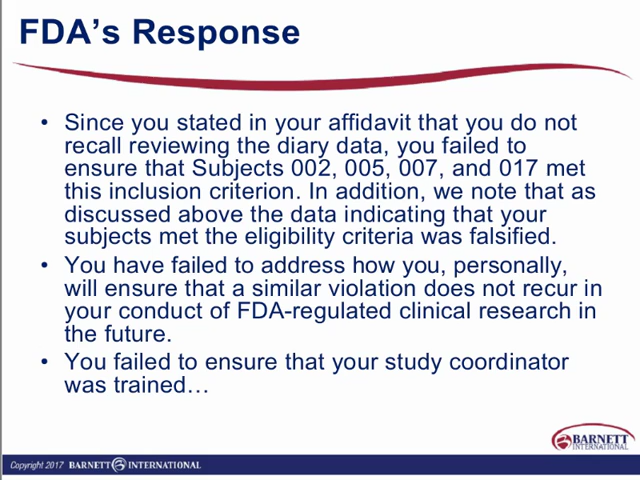 FDA's Response
• Since you stated in your affidavit that you do not
recall reviewing the diary data, you failed to
ensure that Subjects 002, 005, 007, and 017 met
this inclusion criterion. In addition, we note that as
discussed above the data indicating that your
subjects met the eligibility criteria was falsified.
• You have failed to address how you, personally,
will ensure that a similar violation does not recur in
your conduct of FDA-regulated clinical research in
the future.
• You failed to ensure that your study coordinator
was trained…
BARNETT
INTERNATIONAL
Copyright 2017 BARNETT INTERNATIONAL